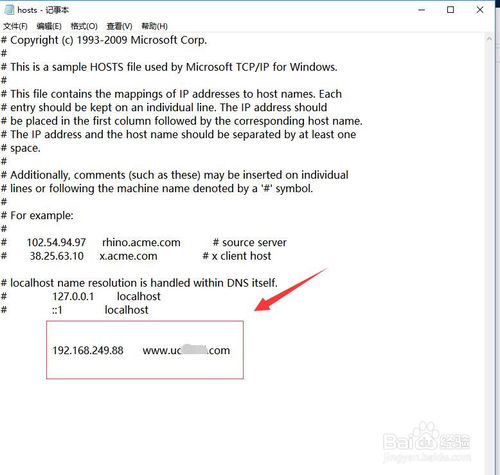 hosts - 记事本
文件(F) 编辑(E) 格式(O) 查看(V) 帮助(H)
# Copyright (c) 1993-2009 Microsoft Corp.
#
# This is a sample HOSTS file used by Microsoft TCP/IP for Windows.
#
# This file contains the mappings of IP addresses to host names. Each
# entry should be kept on an individual line. The IP address should
# be placed in the first column followed by the corresponding host name.
# The IP address and the host name should be separated by at least one
# space.
#
# Additionally, comments (such as these) may be inserted on individual
# lines or following the machine name denoted by a '#' symbol.
#
# For example:
#
# 102.54.94.97 rhino.acme.com # source server
# 38.25.63.10 x.acme.com # x client host
# localhost name resolution is handled within DNS itself.
# 127.0.0.1 localhost
# ::1 localhost
192.168.249.88 www.uc .com
Baidu 经验
jingyan.baidu.com